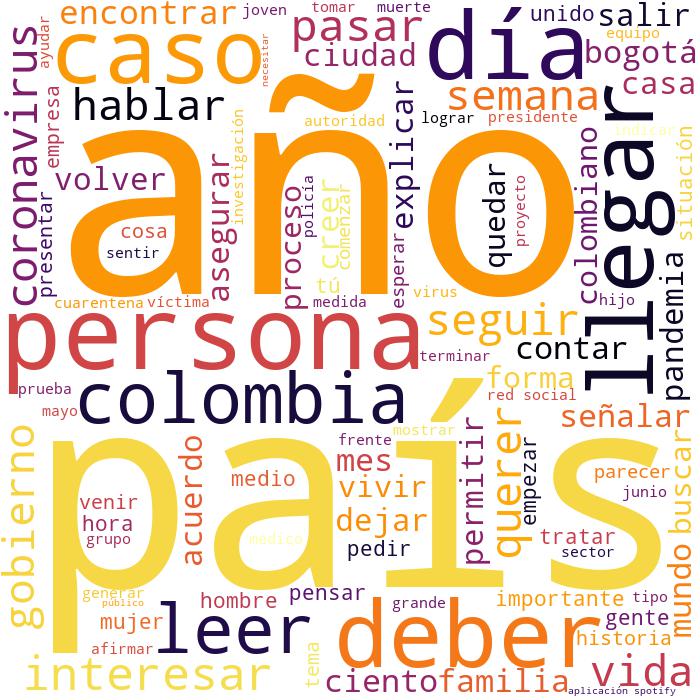 encontrar
joven
tomar
muerte
unido
salir
caso
pasar
día
equipo
ayudar
necesitar
ciudad
bogotá
coronavirus
empresa
hablar
semana
casa
año
autoridad
lograr
presidente
indicar
explicar
llegar
investigación
volver
asegurar
proceso
policía
creer
comenzar
quedar
proyecto
colombiano
situación
presentar
cosa
sentir
tú
esperar
pandemia
cuarentena
víctima
medida
virus
hijo
persona
seguir
contar
terminar
forma
prueba
mayo
colombia
red social
señalar
país
gobierno
acuerdo
frente
mostrar
mes
medio
vivir
permitir
querer
empezar
parecer
junio
buscar
venir
hora
grupo
dejar
médico
pedir
tratar
sector
generar
público
hombre
pensar
grande
importante
tipo
mundo
mujer
leer
deber
gente
afirmar
historia
interesar
tema
ciento
familia
vida
aplicación spotify